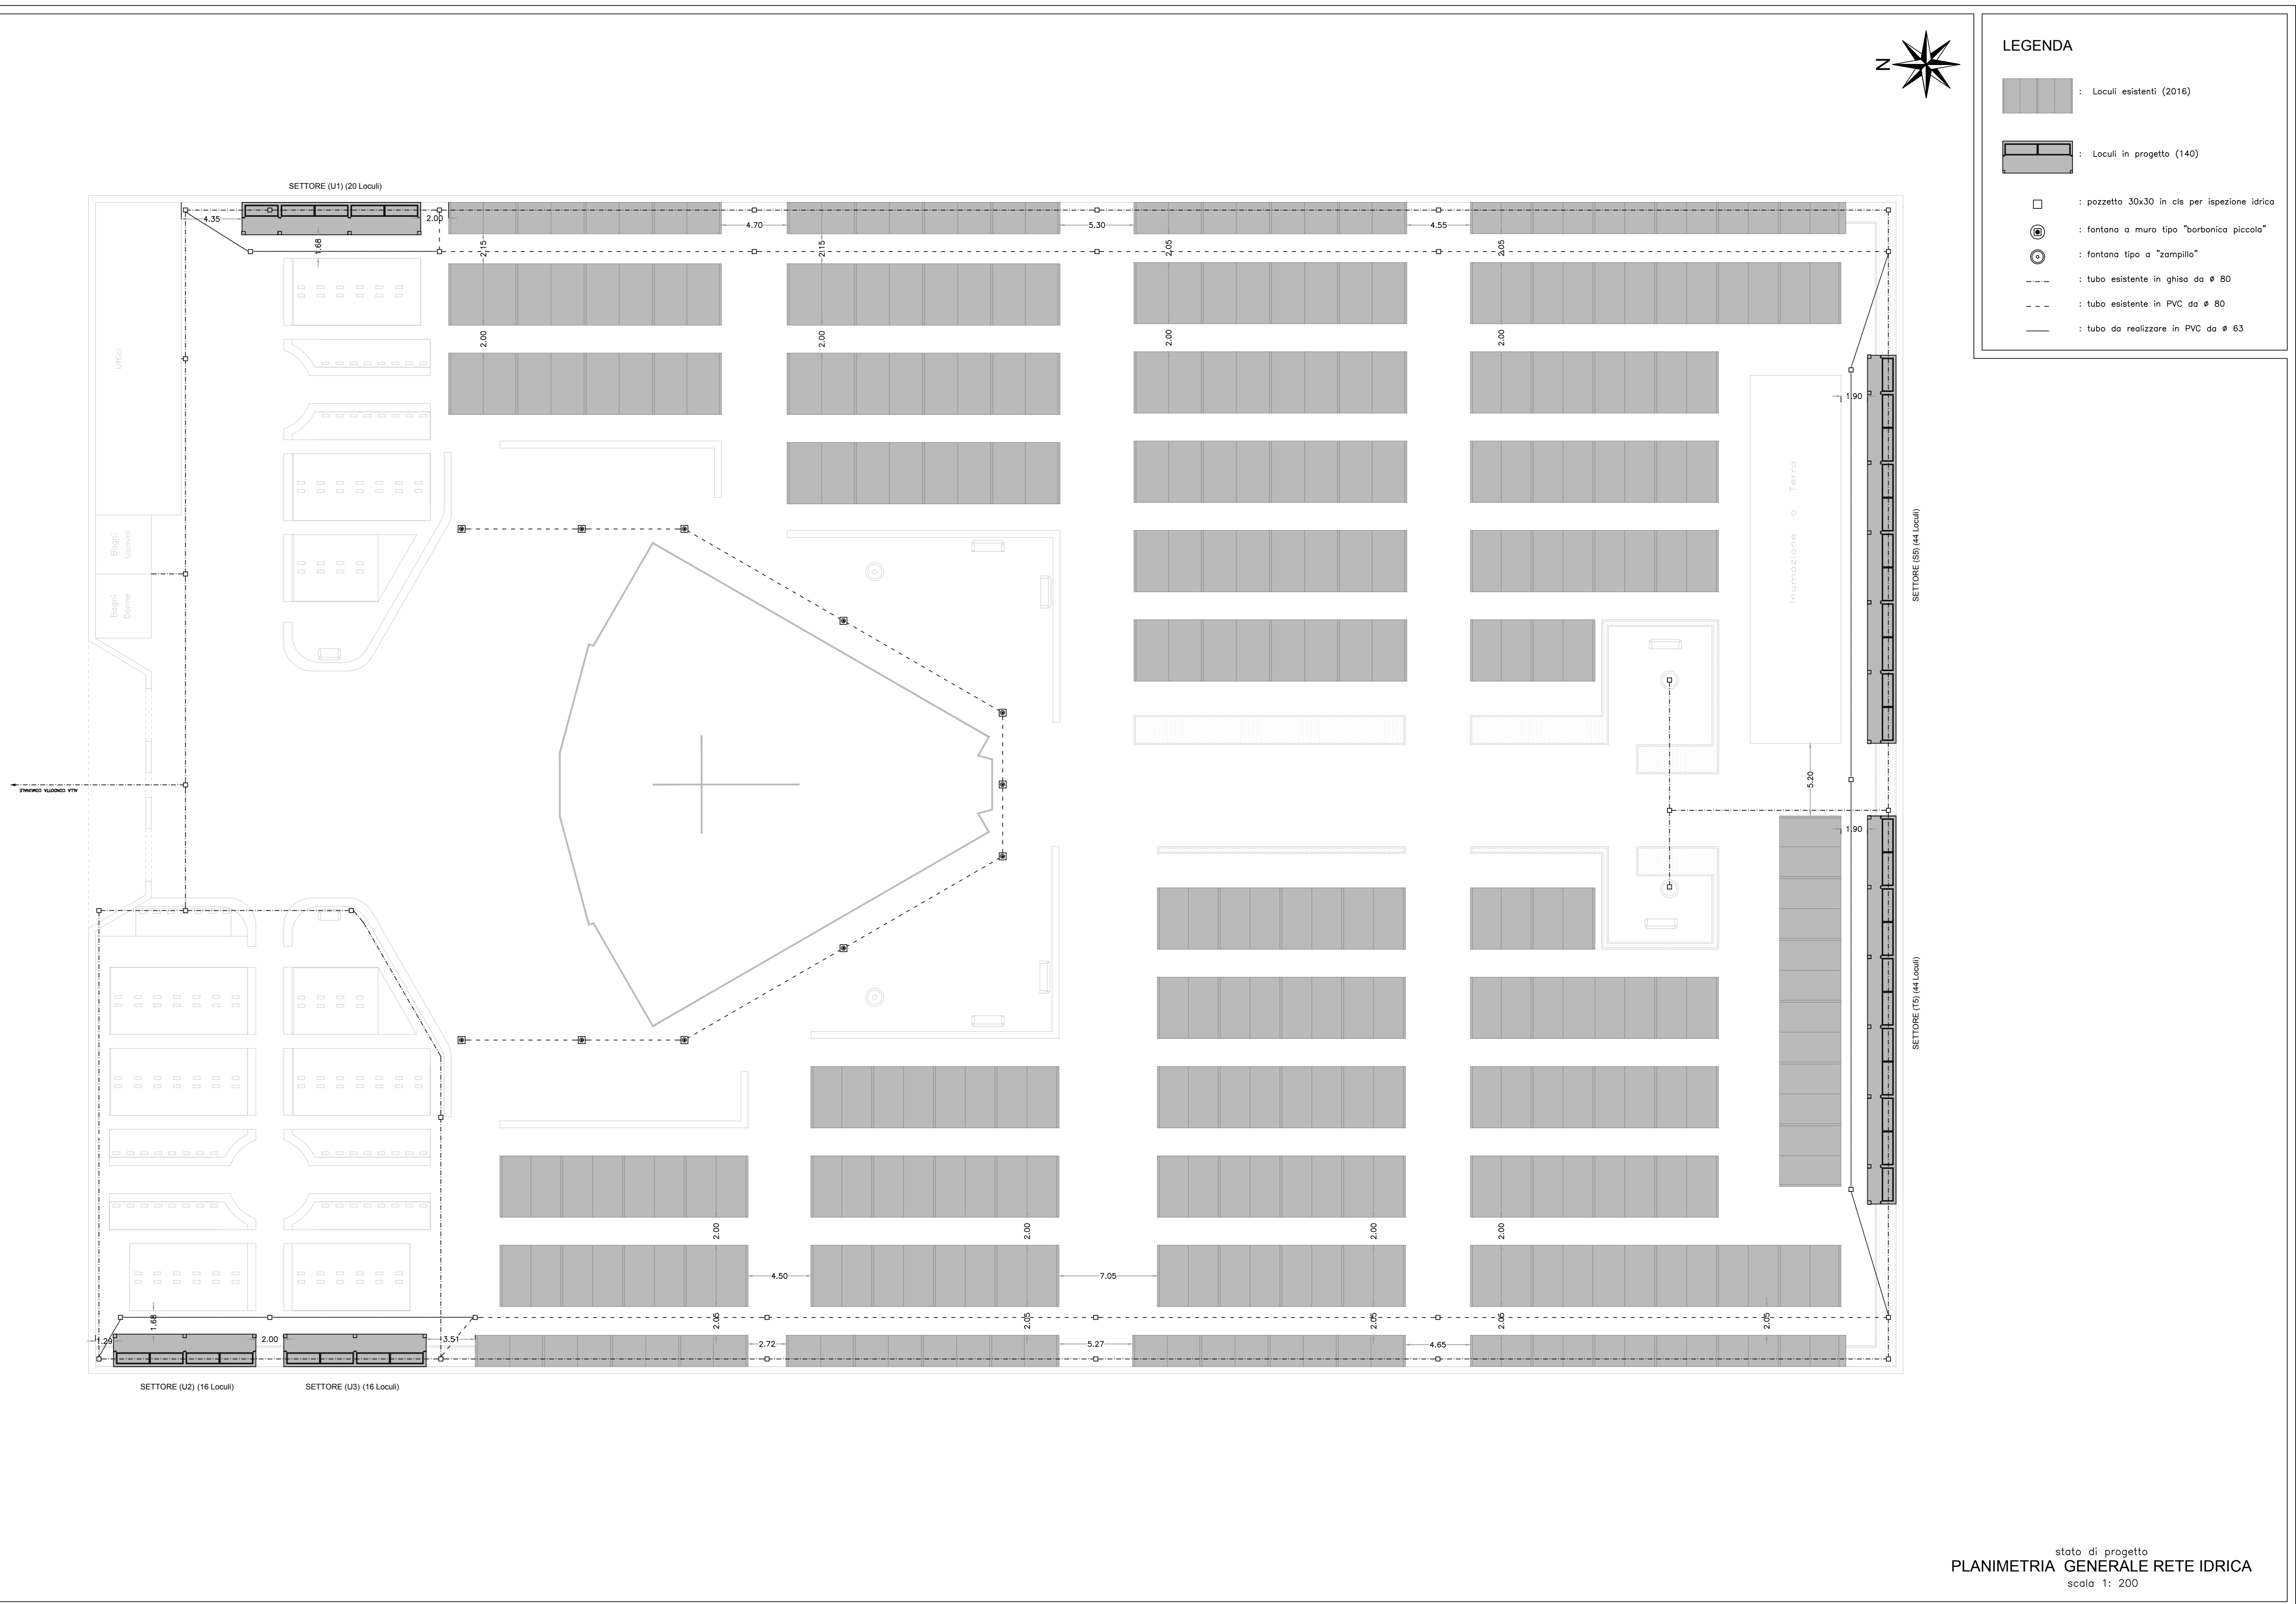 N
LEGENDA
: Loculi esistenti (2016)
: Loculi in progetto (140)
: pozzetto 30x30 in cls per ispezione idrica
: fontana a muro tipo "borbonica piccola"
: fontana tipo a "zampillo"
: tubo esistente in ghisa da ø 80
: tubo esistente in PVC da ø 80
: tubo da realizzare in PVC da ø 63
SETTORE (U1) (20 Loculi)
4.35
2.00
4.70
5.30
4.55
1.68
2.15
2.15
2.05
2.05
2.00
2.00
2.00
2.00
Uffici
1.90
Inumazione a Terra
SETTORE (S5) (44 Loculi)
Bagni Uomini
Bagni Donne
ALLA CONDOTTA COMUNALE
5.20
1.90
SETTORE (T5) (44 Loculi)
2.00
2.00
2.00
2.00
4.50
7.05
1.68
2.05
2.05
2.05
2.05
2.05
1.29
2.00
3.51
2.72
5.27
4.65
SETTORE (U2) (16 Loculi)
SETTORE (U3) (16 Loculi)
stato di progetto
PLANIMETRIA GENERALE RETE IDRICA
scala 1: 200